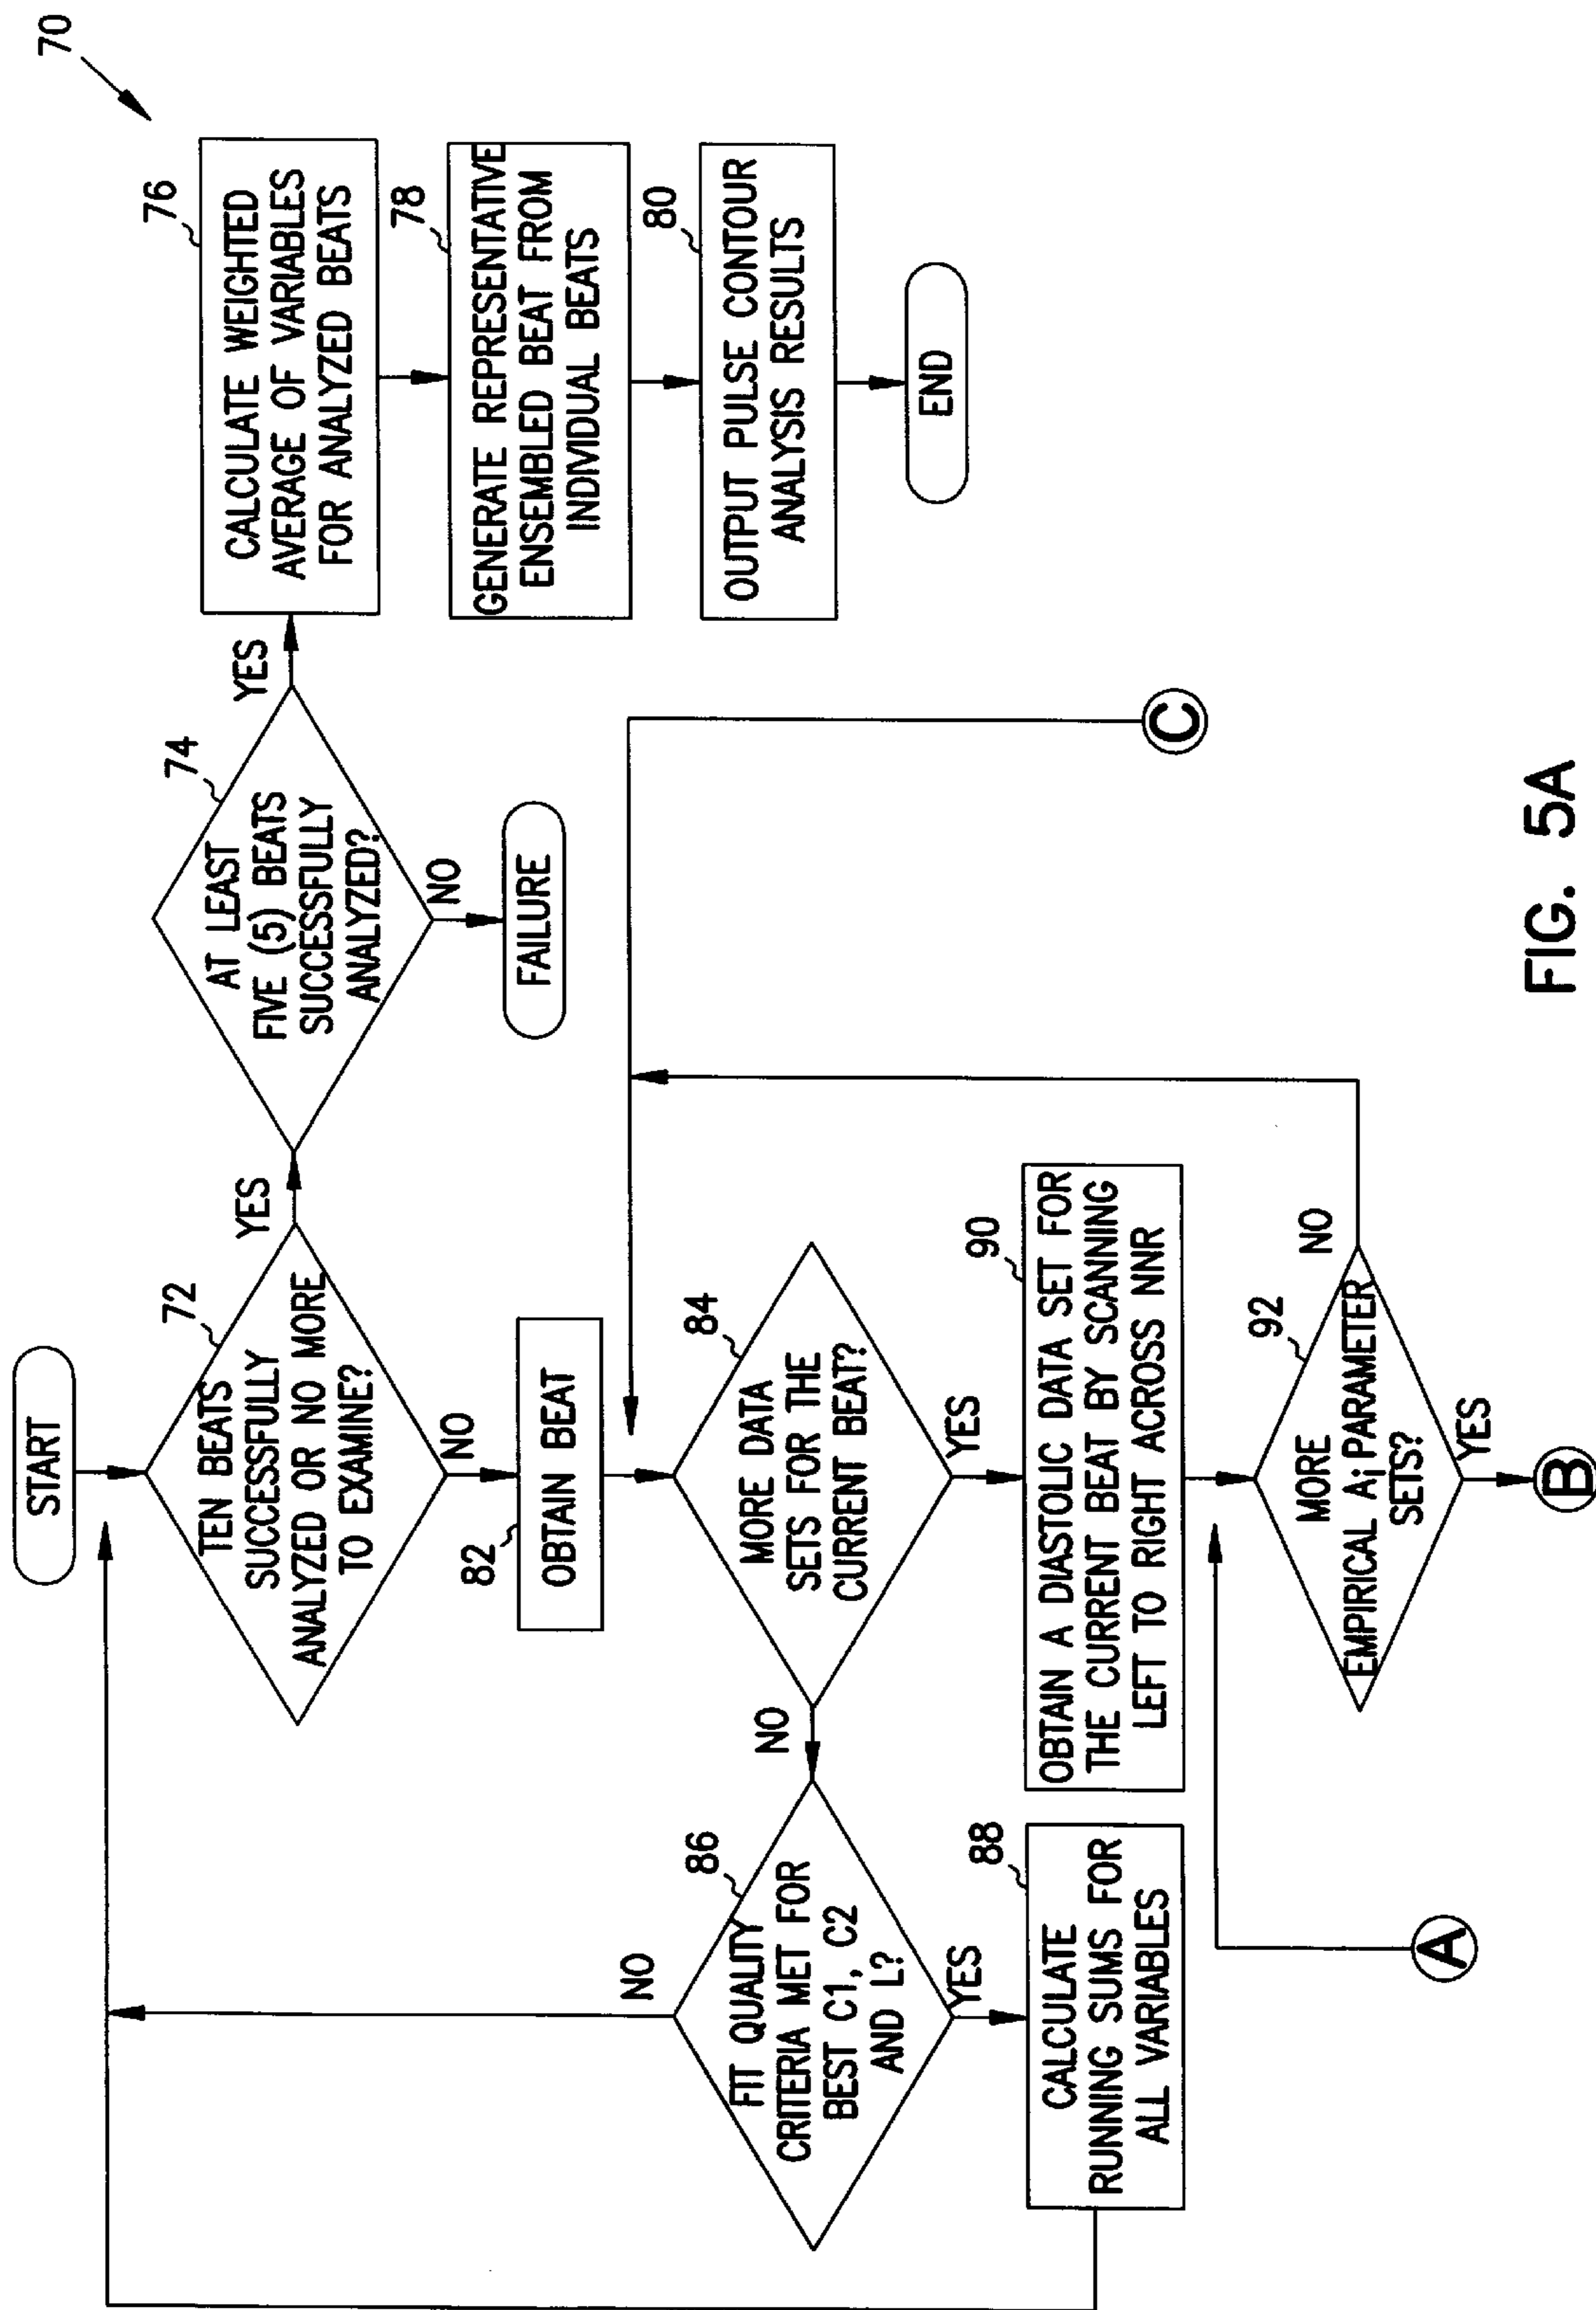 70
START
TEN BEATS
SUCCESSFULLY
ANALYZED OR NO MORE
TO EXAMINE?
72
YES
NO
AT LEAST
FIVE (5) BEATS
SUCCESSFULLY
ANALYZED?
74
YES
NO
FAILURE
76
CALCULATE WEIGHTED
AVERAGE OF VARIABLES
FOR ANALYZED BEATS
78
GENERATE REPRESENTATIVE
ENSEMBLED BEAT FROM
INDIVIDUAL BEATS
80
OUTPUT PULSE CONTOUR
ANALYSIS RESULTS
END
82
OBTAIN BEAT
84
MORE DATA
SETS FOR THE
CURRENT BEAT?
NO
YES
86
FIT QUALITY
CRITERIA MET FOR
BEST C1, C2
AND L?
NO
YES
88
CALCULATE
RUNNING SUMS FOR
ALL VARIABLES
90
OBTAIN A DIASTOLIC DATA SET FOR
THE CURRENT BEAT BY SCANNING
LEFT TO RIGHT ACROSS NNR
92
MORE
EMPIRICAL Ai PARAMETER
SETS?
NO
YES
A
B
C
FIG. 5A